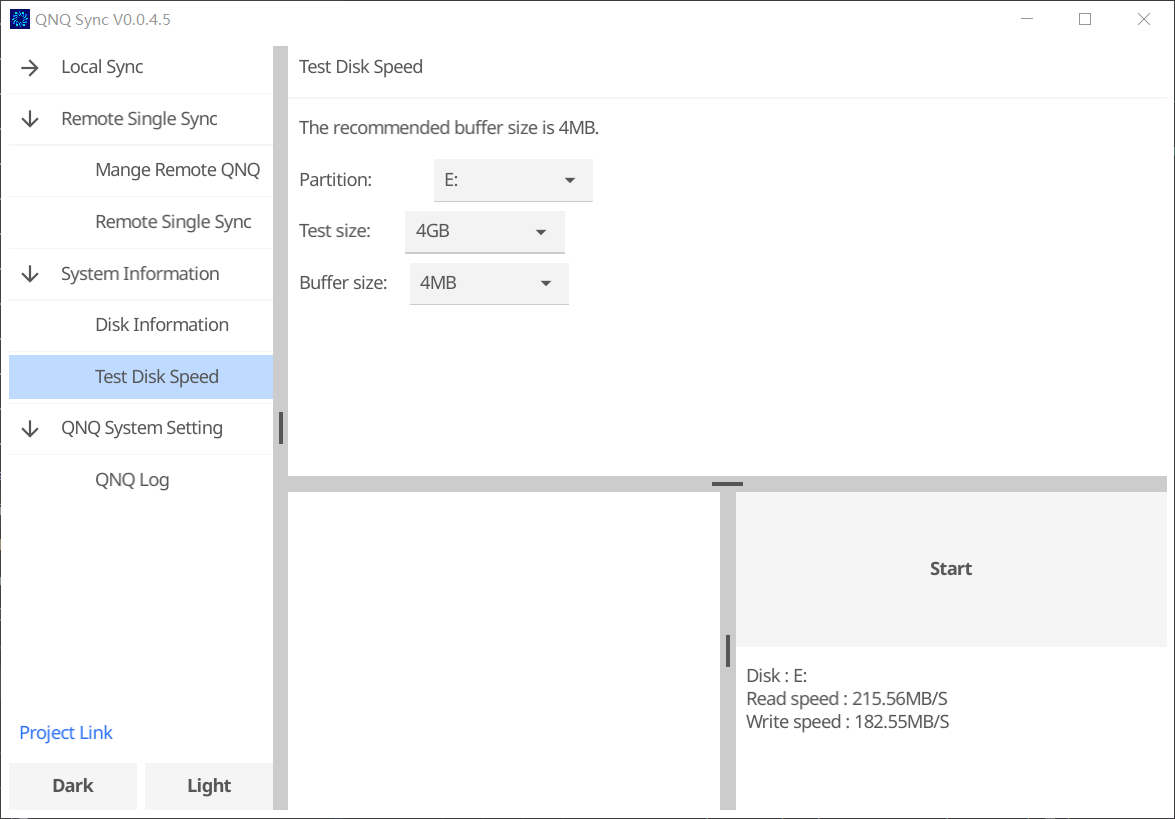 QNQ Sync V0.0.4.5
Local Sync
Remote Single Sync
Mange Remote QNQ
Remote Single Sync
System Information
Disk Information
Test Disk Speed
QNQ System Setting
QNQ Log
Project Link
Dark
Light
Test Disk Speed
The recommended buffer size is 4MB.
Partition: E:
Test size: 4GB
Buffer size: 4MB
Start
Disk : E:
Read speed : 215.56MB/S
Write speed : 182.55MB/S